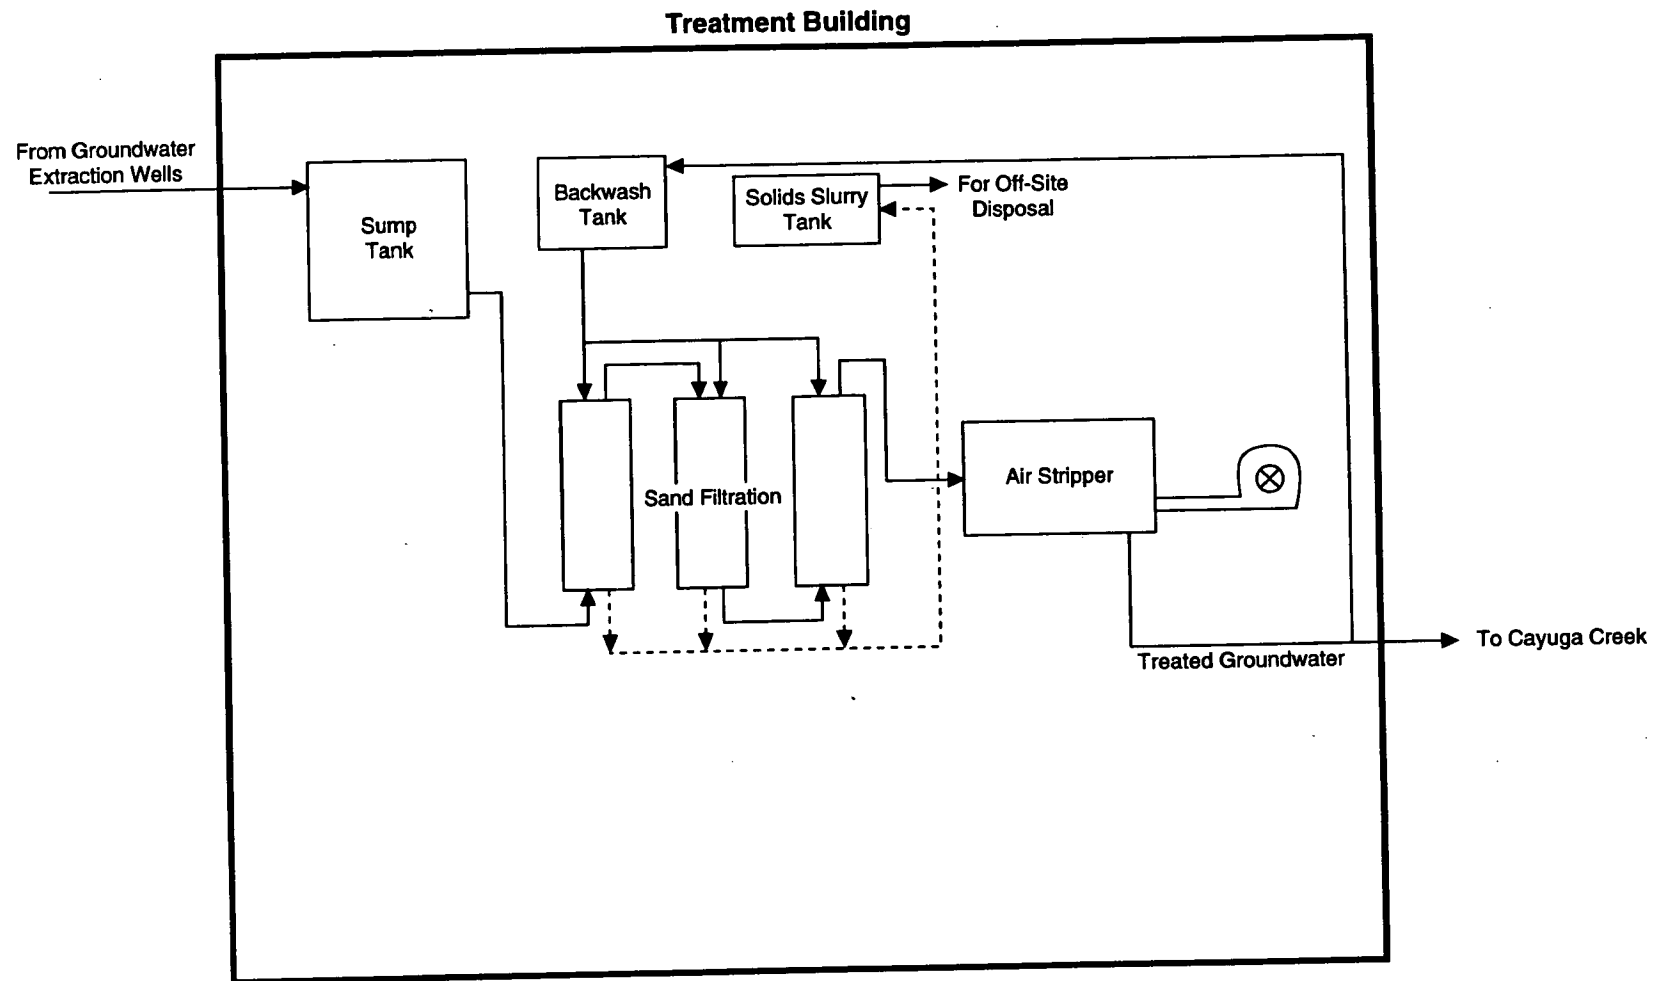 Treatment Building
From Groundwater
Extraction Wells
Sump
Tank
Backwash
Tank
Solids Slurry
Tank
For Off-Site
Disposal
Sand Filtration
Air Stripper
Treated Groundwater
To Cayuga Creek